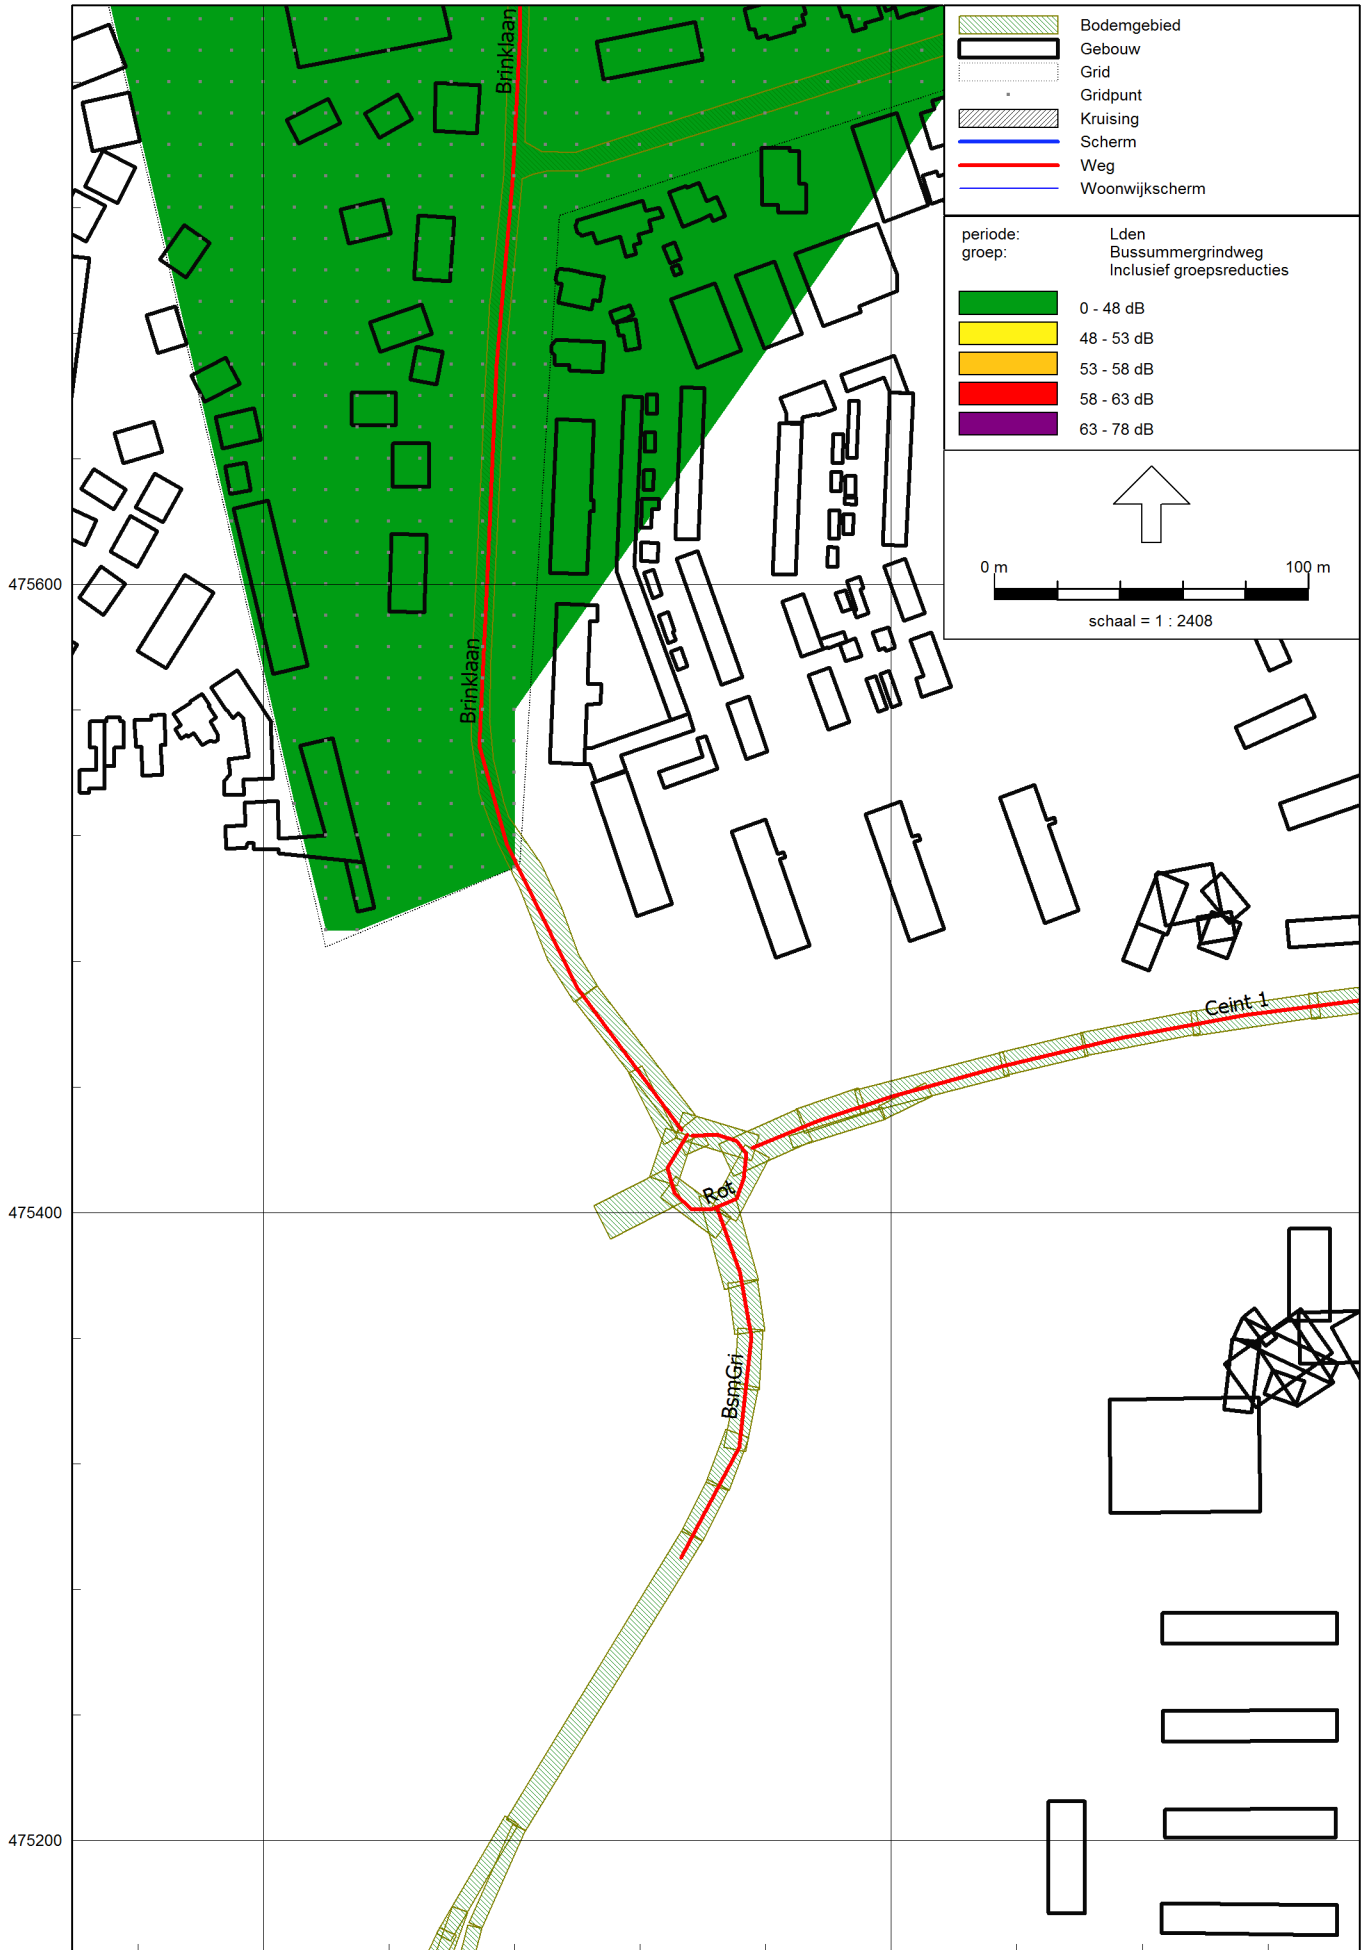 Bodemgebied
Gebouw
Grid
Gridpunt
Kruising
Scherm
Weg
Woonwijkscherm
periode: Lden
groep: Bussummergrindweg
Inclusief groepsreducties
0 - 48 dB
48 - 53 dB
53 - 58 dB
58 - 63 dB
63 - 78 dB
0 m 100 m
schaal = 1 : 2408
Brinklaan
475600
Brinklaan
Ceint 1
Rot
475400
BsmGri
475200